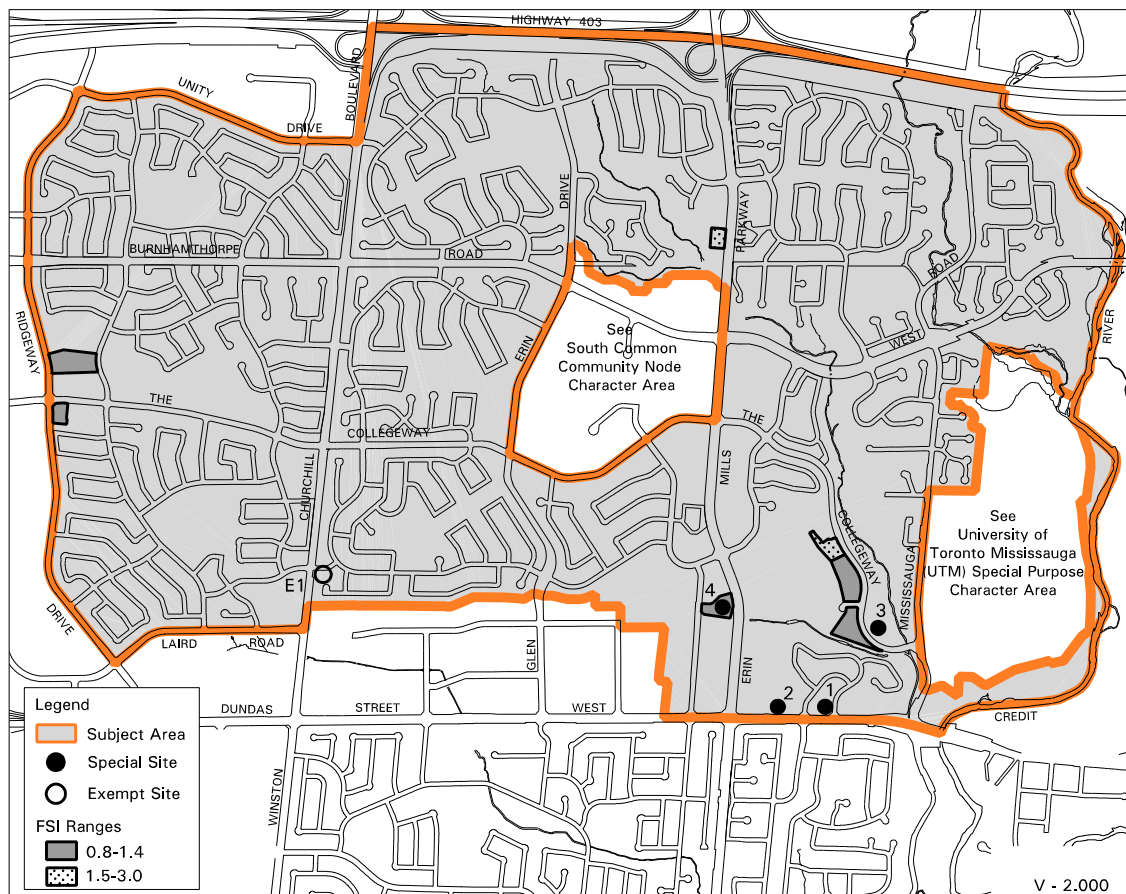 HIGHWAY 403
UNITY
DRIVE
BOULEVARD
DRIVE
PARKWAY
BURNHAMTHORPE
ROAD
ROAD
RIDGEWAY
ERIN
WEST
RIVER
See
South Common
Community Node
Character Area
THE
COLLEGEWAY
THE
MILLS
CHURCHILL
COLLEGEWAY
MISSISSAUGA
See
University of
Toronto Mississauga
(UTM) Special Purpose
Character Area
E1
4
3
DRIVE
LAIRD
ROAD
GLEN
ERIN
2
1
DUNDAS
STREET
WEST
CREDIT
WINSTON
Legend
Subject Area
Special Site
Exempt Site
FSI Ranges
0.8-1.4
1.5-3.0
V - 2.000